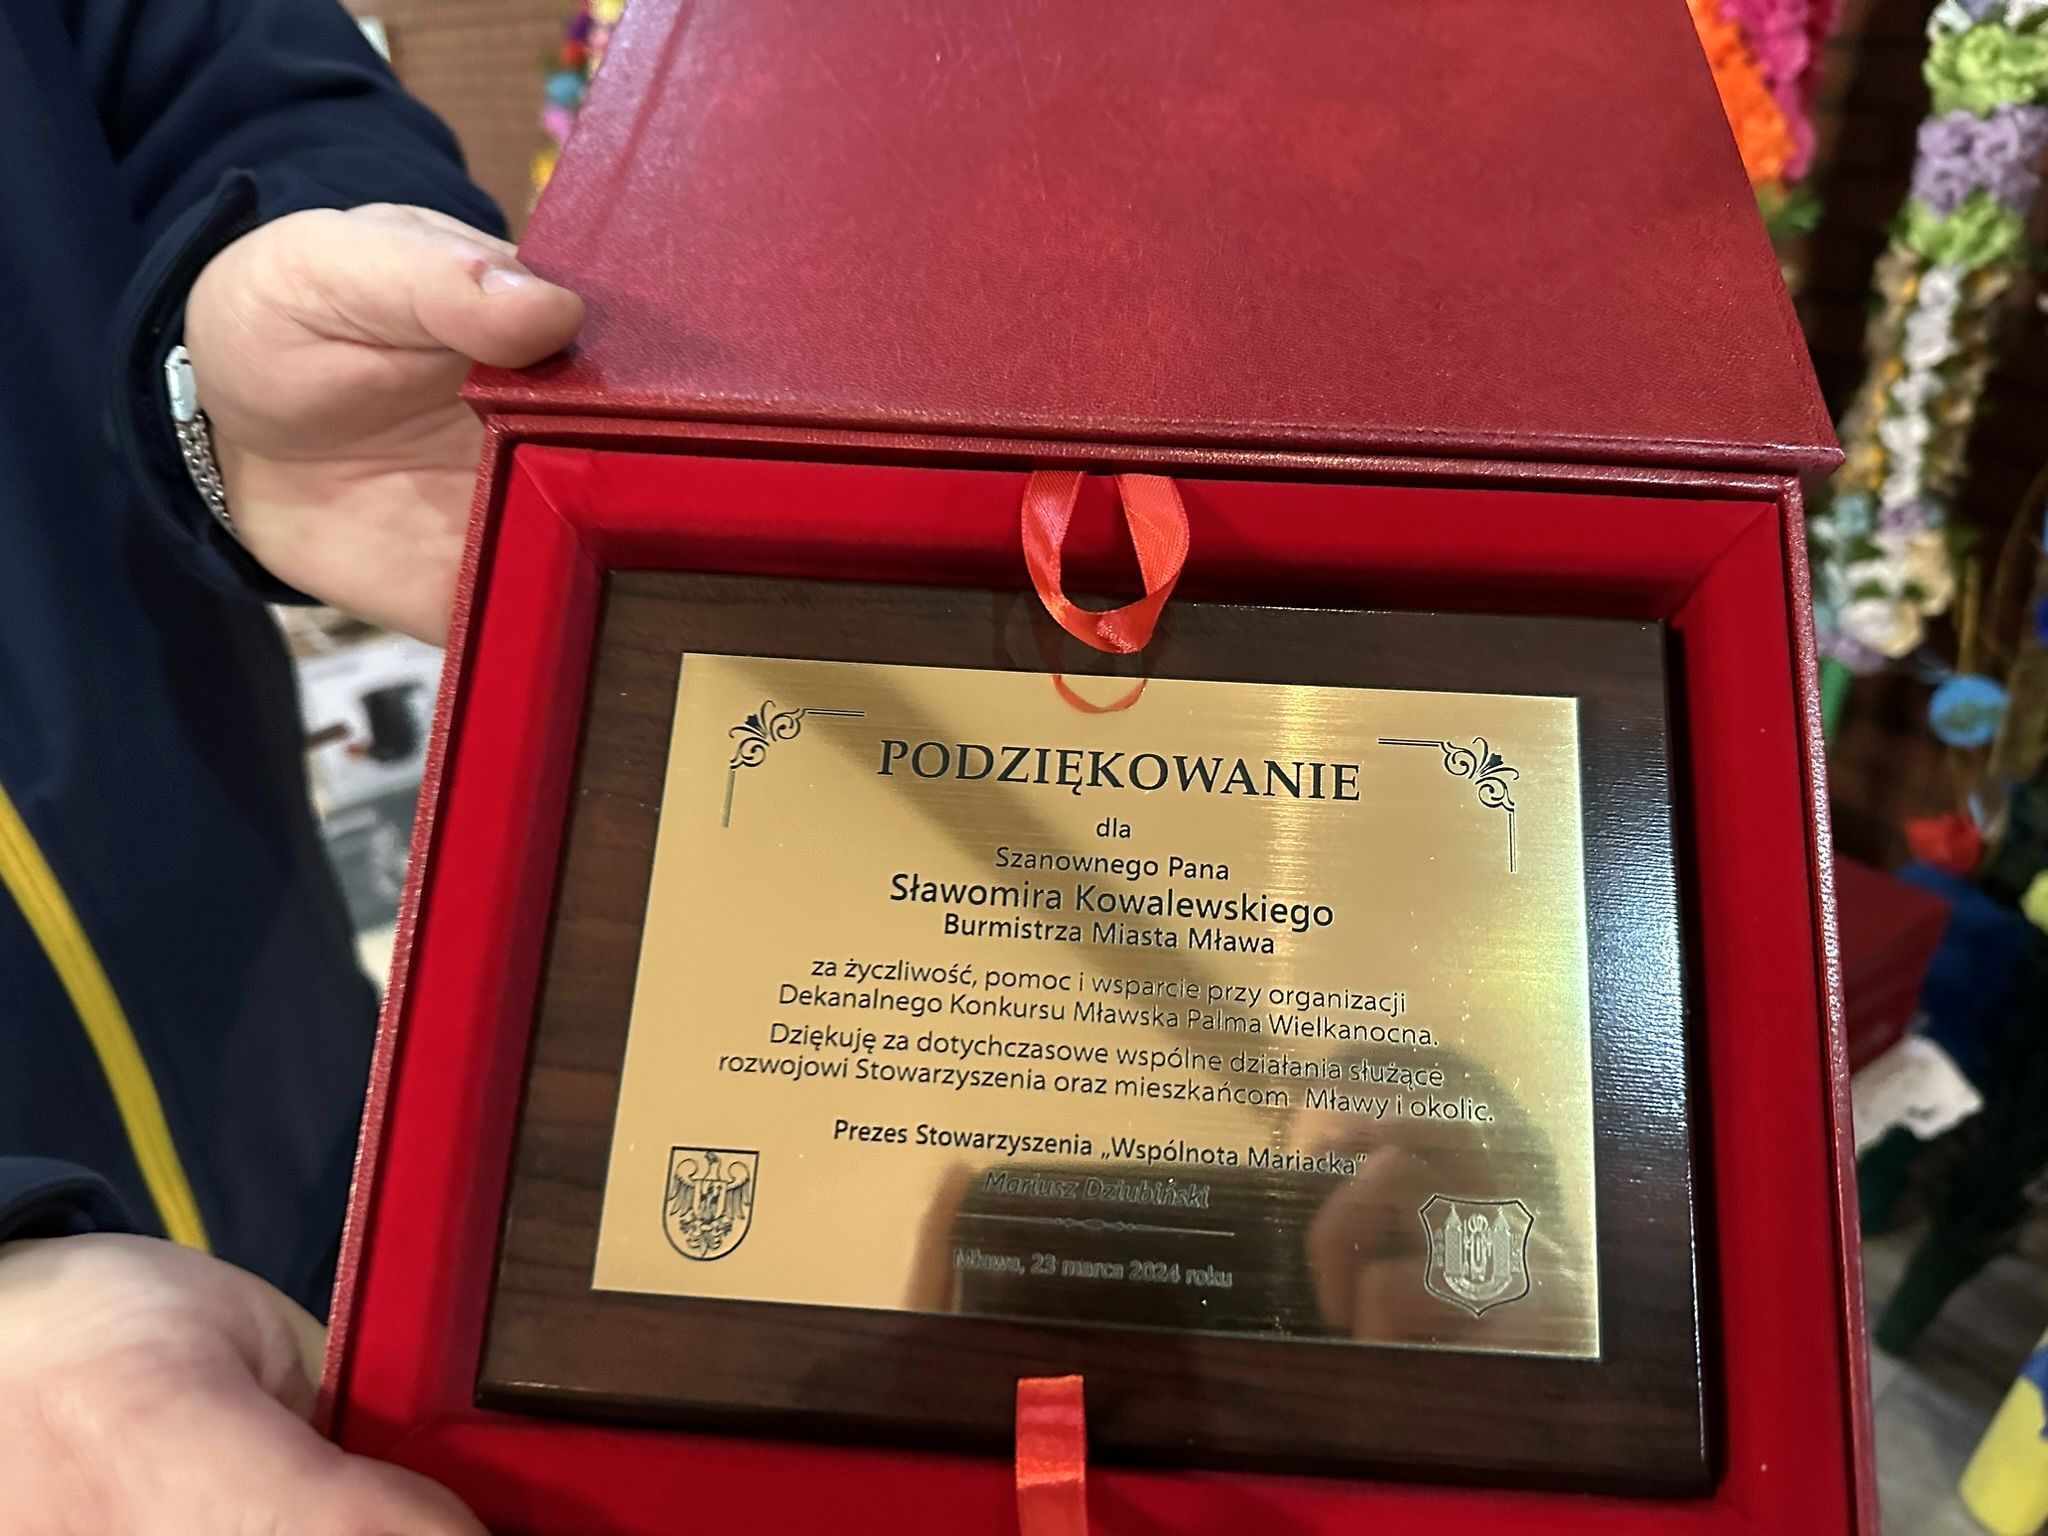 PODZIĘKOWANIE
dla
Szanownego Pana
Sławomira Kowalewskiego
Burmistrza Miasta Mława
za życzliwość, pomoc i wsparcie przy organizacji
Dekanalnego Konkursu Mławska Palma Wielkanocna.
Dziękuję za dotychczasowe wspólne działania służące
rozwojowi Stowarzyszenia oraz mieszkańcom Mławy i okolic.
Prezes Stowarzyszenia „Wspólnota Mariacka”
Mariusz Dziubiński
Mława, 23 marca 2024 roku